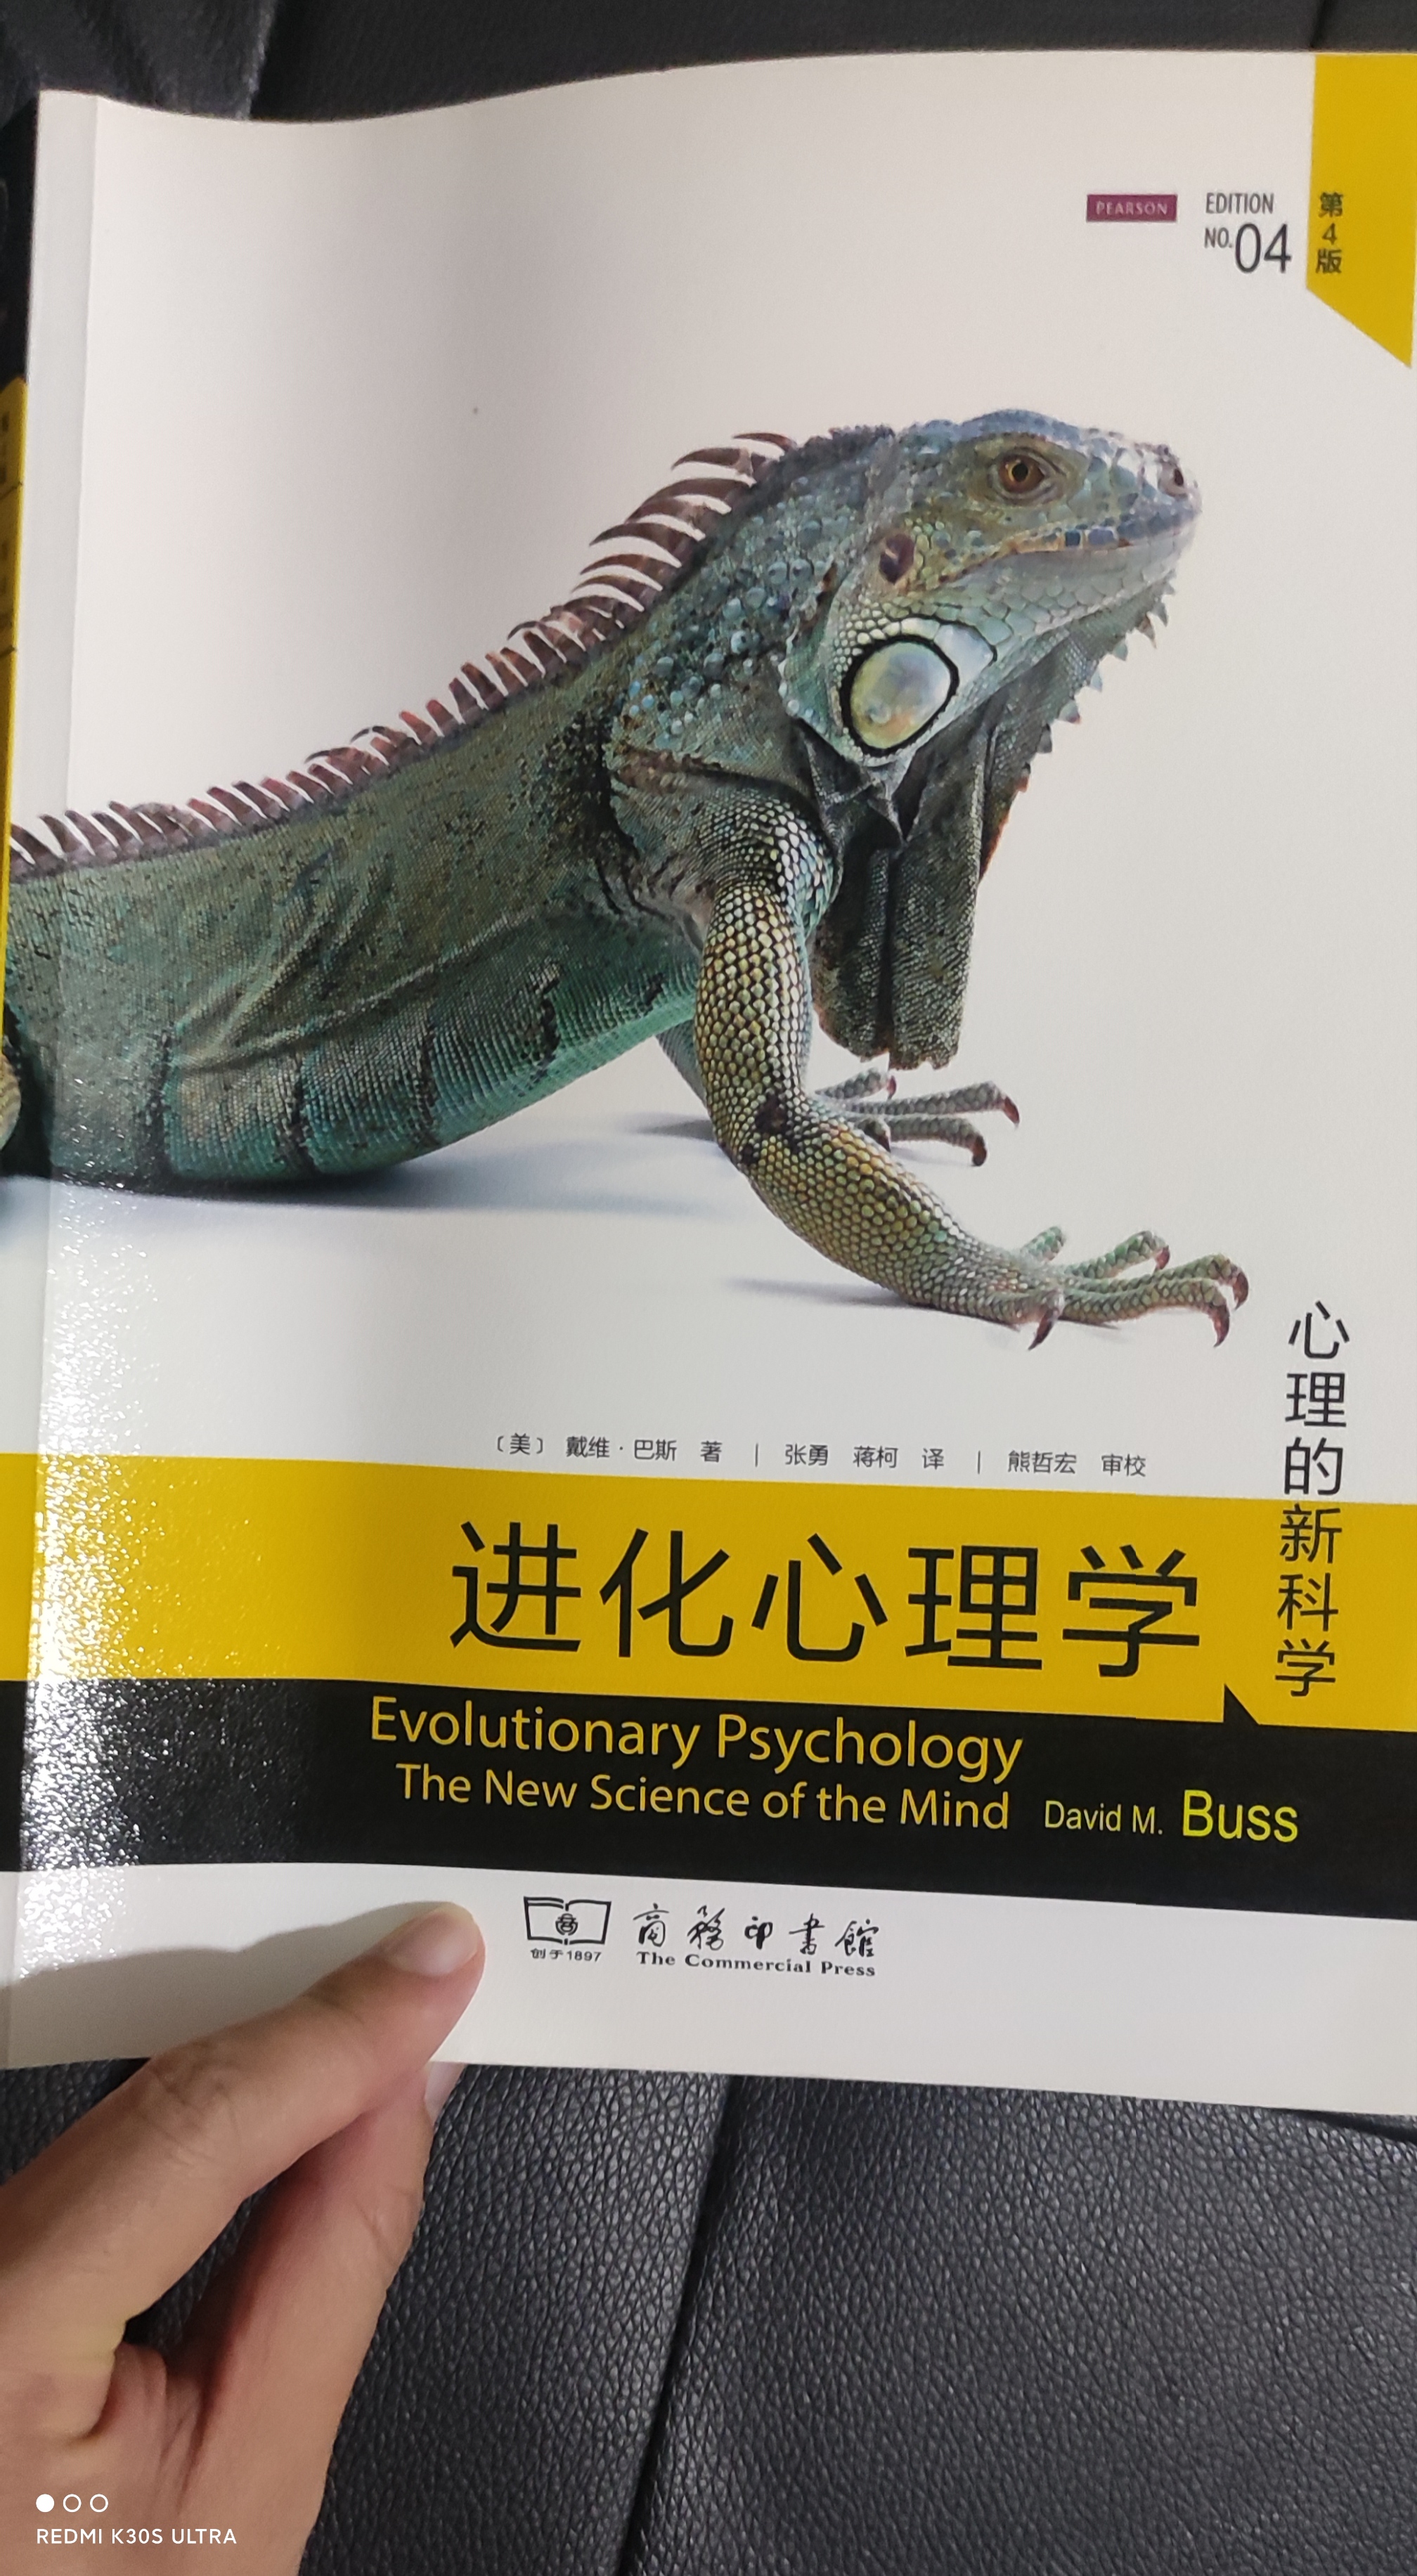 PEARSON
EDITION
NO.04
第4版
心理的新科学
〔美〕 戴维·巴斯 著 | 张勇 蒋柯 译 | 熊哲宏 审校
进化心理学
Evolutionary Psychology
The New Science of the Mind David M. Buss
创于1897
商務印書館
The Commercial Press
REDMI K30S ULTRA